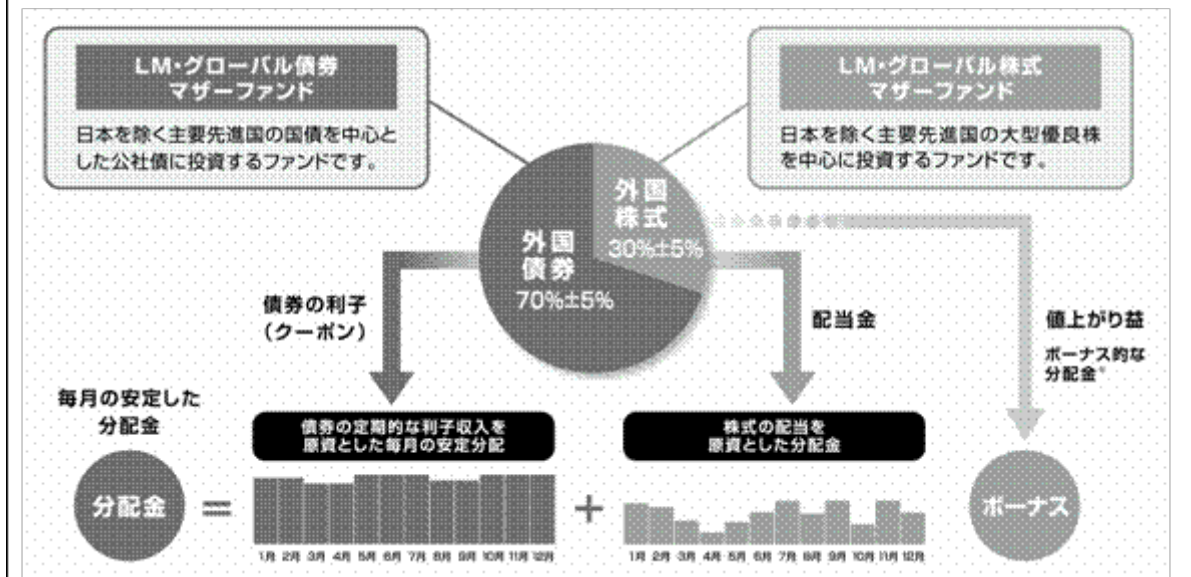 LM・グローバル債券
マザーファンド
日本を除く主要先進国の国債を中心と
した公社債に投資するファンドです。
LM・グローバル株式
マザーファンド
日本を除く主要先進国の大型優良株
を中心に投資するファンドです。
外国
株式
30%±5%
外国
債券
70%±5%
債券の利子
(クーポン)
配当金
値上がり益
ボーナス的な
分配金*
毎月の安定した
分配金
債券の定期的な利子収入を
原資とした毎月の安定分配
株式の配当を
原資とした分配金
分配金
=
+
ボーナス
1月 2月 3月 4月 5月 6月 7月 8月 9月 10月 11月 12月
1月 2月 3月 4月 5月 6月 7月 8月 9月 10月 11月 12月